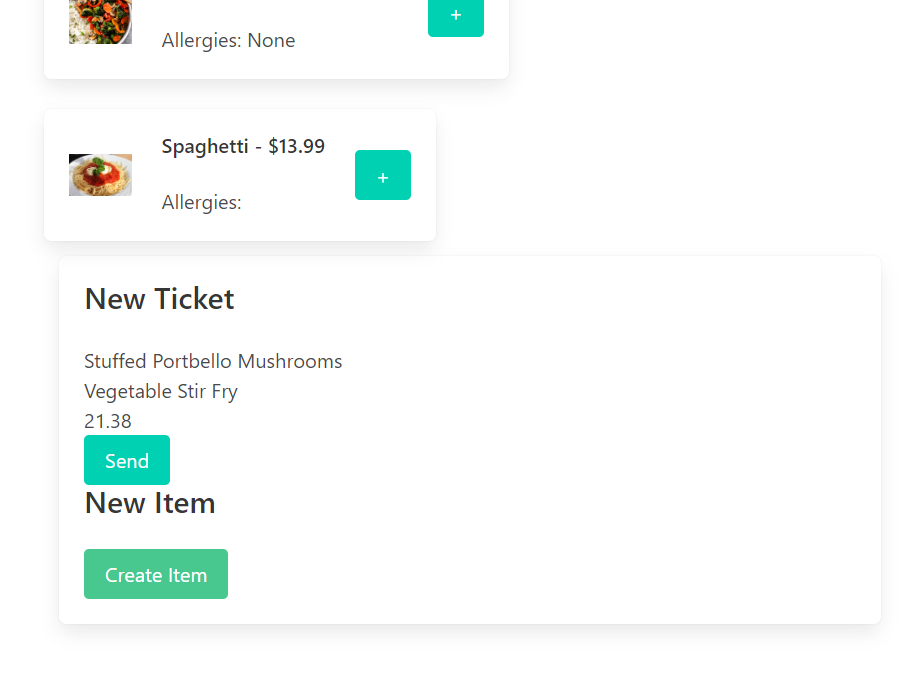 +
Allergies: None
Spaghetti - $13.99
+
Allergies:
New Ticket
Stuffed Portbello Mushrooms
Vegetable Stir Fry
21.38
Send
New Item
Create Item